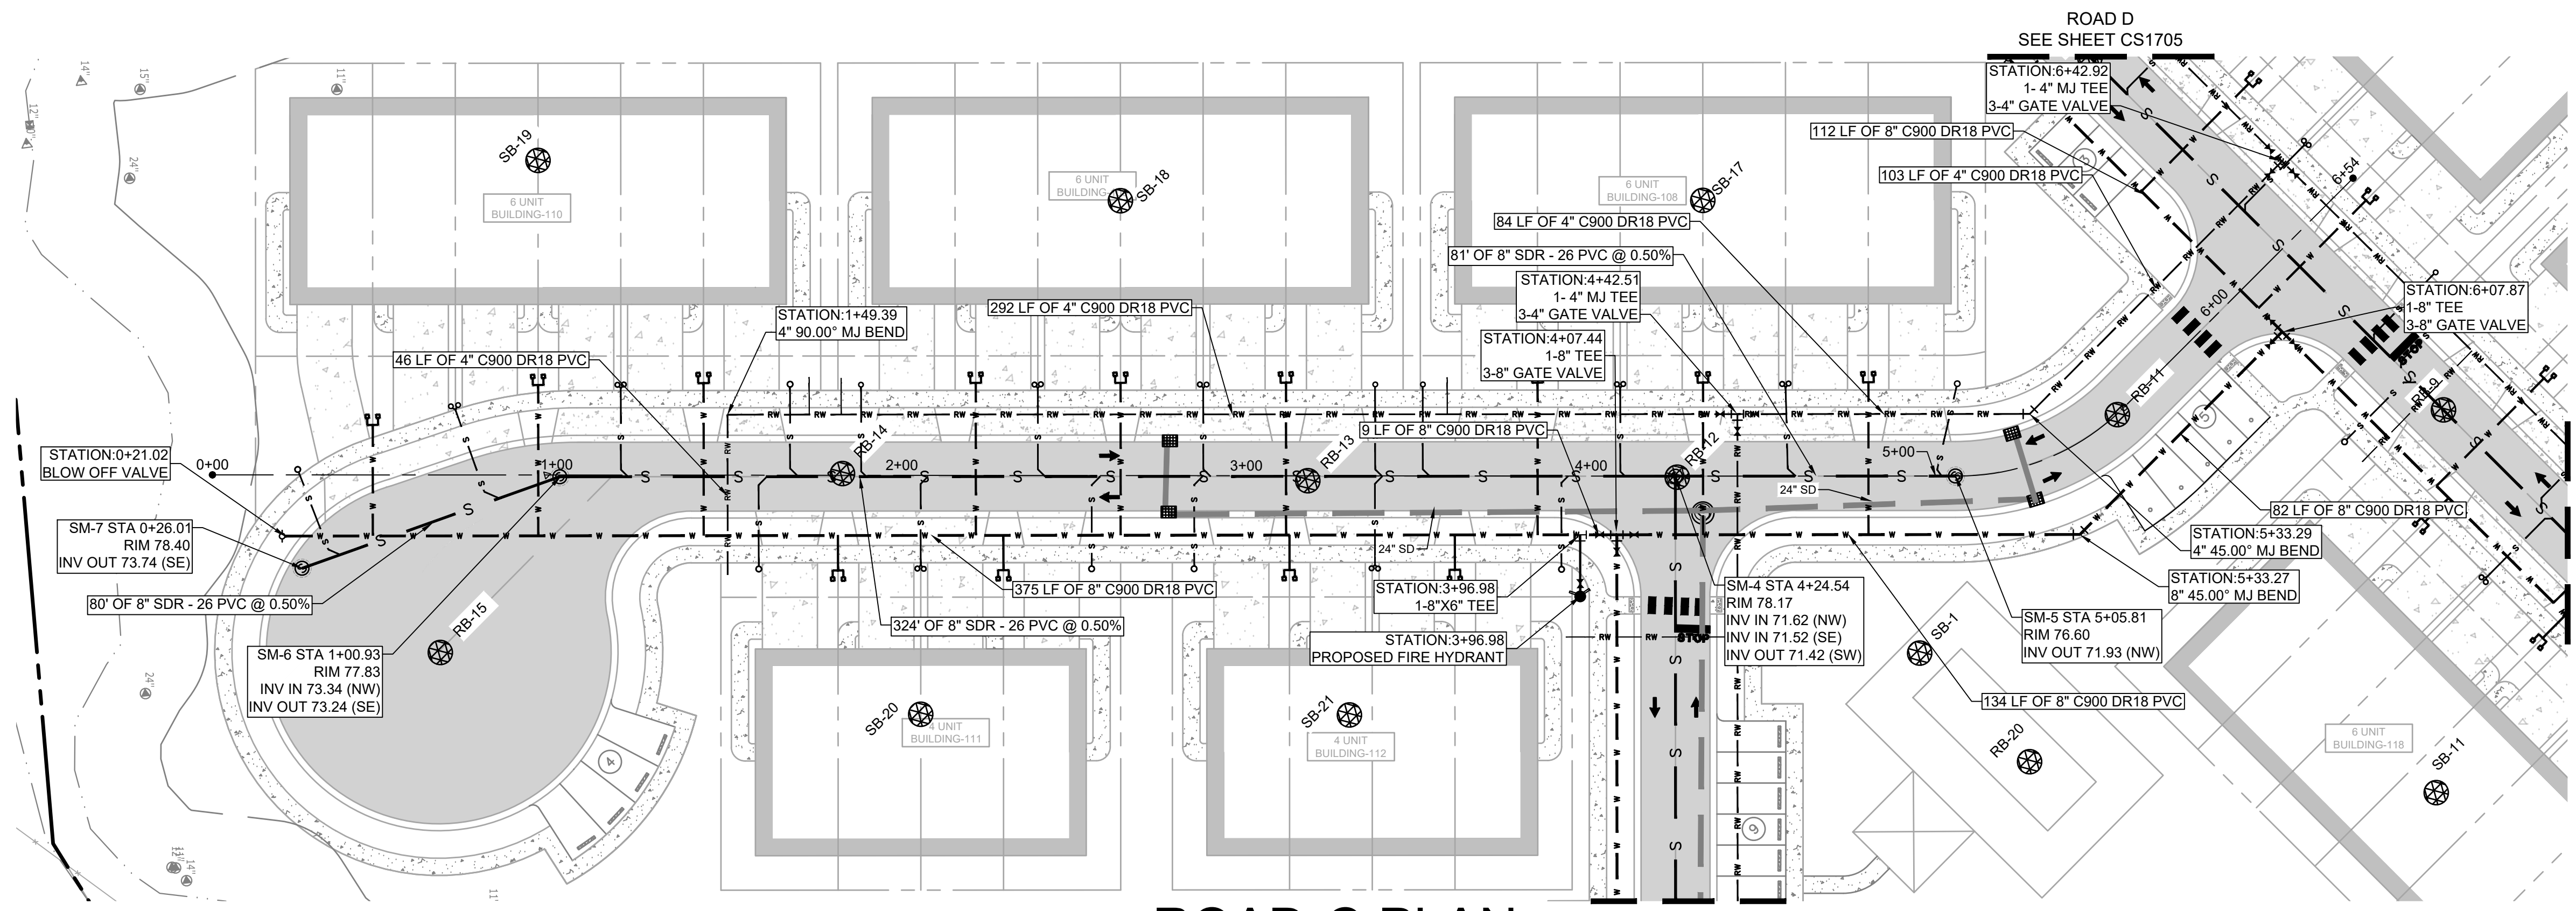 ROAD D
SEE SHEET CS1705
STATION:6+42.92
1- 4" MJ TEE
3-4" GATE VALVE
112 LF OF 8" C900 DR18 PVC
103 LF OF 4" C900 DR18 PVC
14"
15"
11"
12"
24"
SB-19
6 UNIT
BUILDING-110
6 UNIT
BUILDING-
SB-18
6 UNIT
BUILDING-108
SB-17
3
6+54
84 LF OF 4" C900 DR18 PVC
81' OF 8" SDR - 26 PVC @ 0.50%
STATION:4+42.51
1- 4" MJ TEE
3-4" GATE VALVE
STATION:4+07.44
1-8" TEE
3-8" GATE VALVE
292 LF OF 4" C900 DR18 PVC
STATION:1+49.39
4" 90.00° MJ BEND
46 LF OF 4" C900 DR18 PVC
6+00
STATION:6+07.87
1-8" TEE
3-8" GATE VALVE
STOP
RB-11
RB-9
5
9 LF OF 8" C900 DR18 PVC
STATION:0+21.02
BLOW OFF VALVE
0+00
1+00
RB-14
2+00
3+00
RB-13
4+00
RB-12
5+00
24" SD
24" SD
SM-7 STA 0+26.01
RIM 78.40
INV OUT 73.74 (SE)
80' OF 8" SDR - 26 PVC @ 0.50%
RB-15
SM-6 STA 1+00.93
RIM 77.83
INV IN 73.34 (NW)
INV OUT 73.24 (SE)
375 LF OF 8" C900 DR18 PVC
324' OF 8" SDR - 26 PVC @ 0.50%
STATION:3+96.98
1-8"X6" TEE
STATION:3+96.98
PROPOSED FIRE HYDRANT
STOP
SM-4 STA 4+24.54
RIM 78.17
INV IN 71.62 (NW)
INV IN 71.52 (SE)
INV OUT 71.42 (SW)
82 LF OF 8" C900 DR18 PVC
STATION:5+33.29
4" 45.00° MJ BEND
STATION:5+33.27
8" 45.00° MJ BEND
SM-5 STA 5+05.81
RIM 76.60
INV OUT 71.93 (NW)
134 LF OF 8" C900 DR18 PVC
SB-1
RB-20
24"
SB-20
4 UNIT
BUILDING-111
SB-21
4 UNIT
BUILDING-112
6 UNIT
BUILDING-118
SB-11
4
9
14"
11"